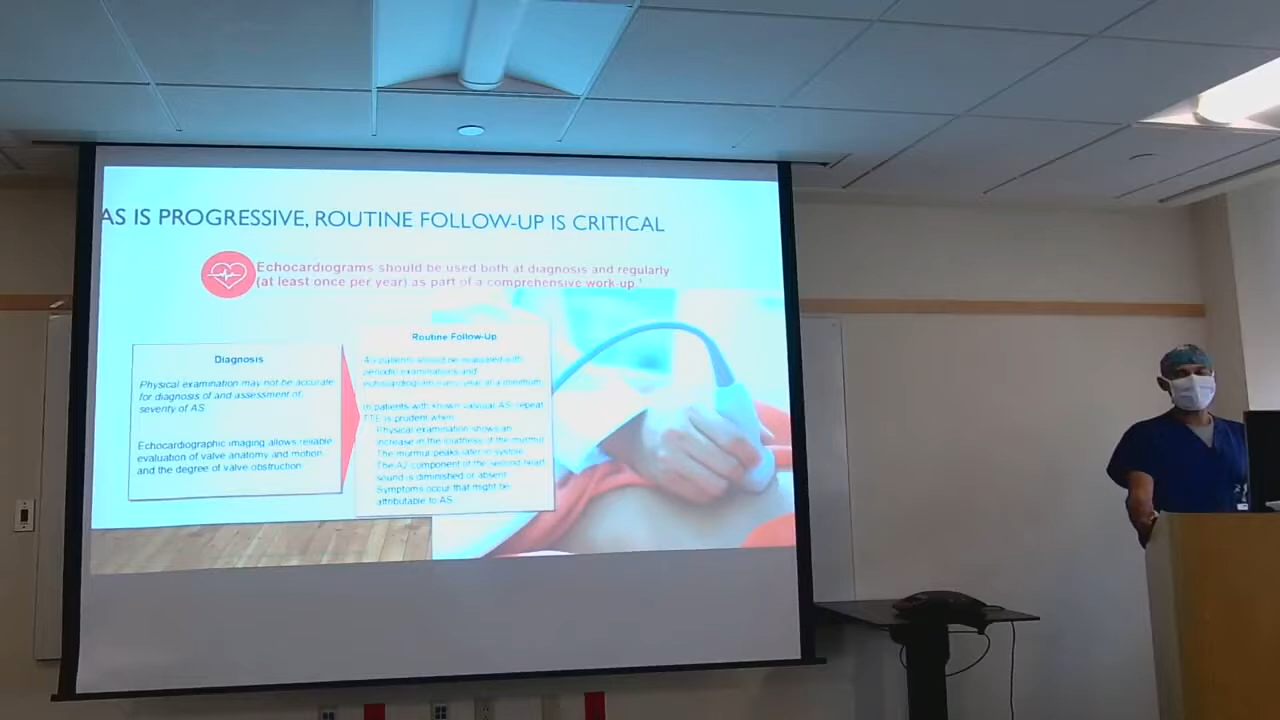 AS IS PROGRESSIVE, ROUTINE FOLLOW-UP IS CRITICAL
Echocardiograms should be used both at diagnosis and regularly
(at least once per year) as part of a comprehensive work-up.¹
Diagnosis
Physical examination may not be accurate
for diagnosis of and assessment of
severity of AS
Echocardiographic imaging allows reliable
evaluation of valve anatomy and motion
and the degree of valve obstruction
Routine Follow-Up
AS patients should be evaluated with
periodic examinations and
echocardiogram every year at a minimum
In patients with known valvular AS, repeat
TTE is prudent when
Physical examination shows an
increase in the loudness of the murmur
The murmur peaks later in systole
The A2 component of the second heart
sound is diminished or absent
Symptoms occur that might be
attributable to AS